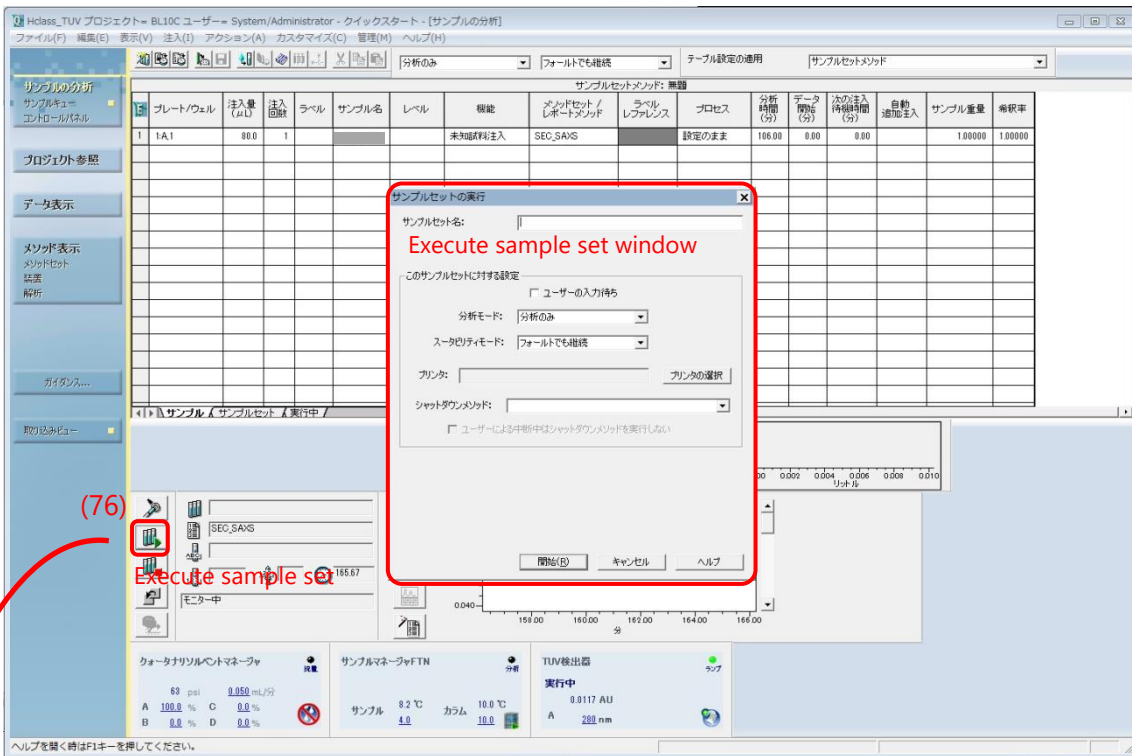 Hclass_TUV プロジェクト= BL10C ユーザー= System/Administrator - クイックスタート - [サンプルの分析]
ファイル(F) 編集(E) 表示(V) 注入(I) アクション(A) カスタマイズ(C) 管理(M) ヘルプ(H)
分析のみ フォールトでも継続 テーブル設定の適用 サンプルセットメソッド
サンプルの分析
サンプルキュー
コントロールパネル
プロジェクト参照
データ表示
メソッド表示
メソッドセット
装置
解析
ガイダンス...
取り込みビュー
サンプルセットメソッド: 無題
プレート/ウェル 注入量(μL) 注入回数 ラベル サンプル名 レベル 機能 メソッドセット / レポートメソッド ラベルレファレンス プロセス 分析時間(分) データ開始(分) 次の注入待機時間(分) 自動追加注入 サンプル重量 希釈率
1 1:A,1 80.0 1 未知試料注入 SEC_SAXS 設定のまま 106.00 0.00 0.00 1.00000 1.00000
サンプルセットの実行
サンプルセット名:
Execute sample set window
このサンプルセットに対する設定
ユーザーの入力待ち
分析モード: 分析のみ
スータビリティモード: フォールトでも継続
プリンタ: プリンタの選択
シャットダウンメソッド:
ユーザーによる中断中はシャットダウンメソッドを実行しない
開始(R) キャンセル ヘルプ
サンプル サンプルセット 実行中
0.002 0.004 0.006 0.008 0.010
リットル
(76)
SEC_SAXS
Execute sample set
165.67
モニター中
0.040
158.00 160.00 162.00 164.00 166.00
分
クォータナリソルベントマネージャ 流量
63 psi 0.050 mL/分
A 100.0 % C 0.0 %
B 0.0 % D 0.0 %
サンプルマネージャFTN 分析
サンプル 8.2 ℃ カラム 10.0 ℃
4.0 10.0
TUV検出器 ランプ
実行中
0.0117 AU
A 280 nm
ヘルプを開く時はF1キーを押してください。